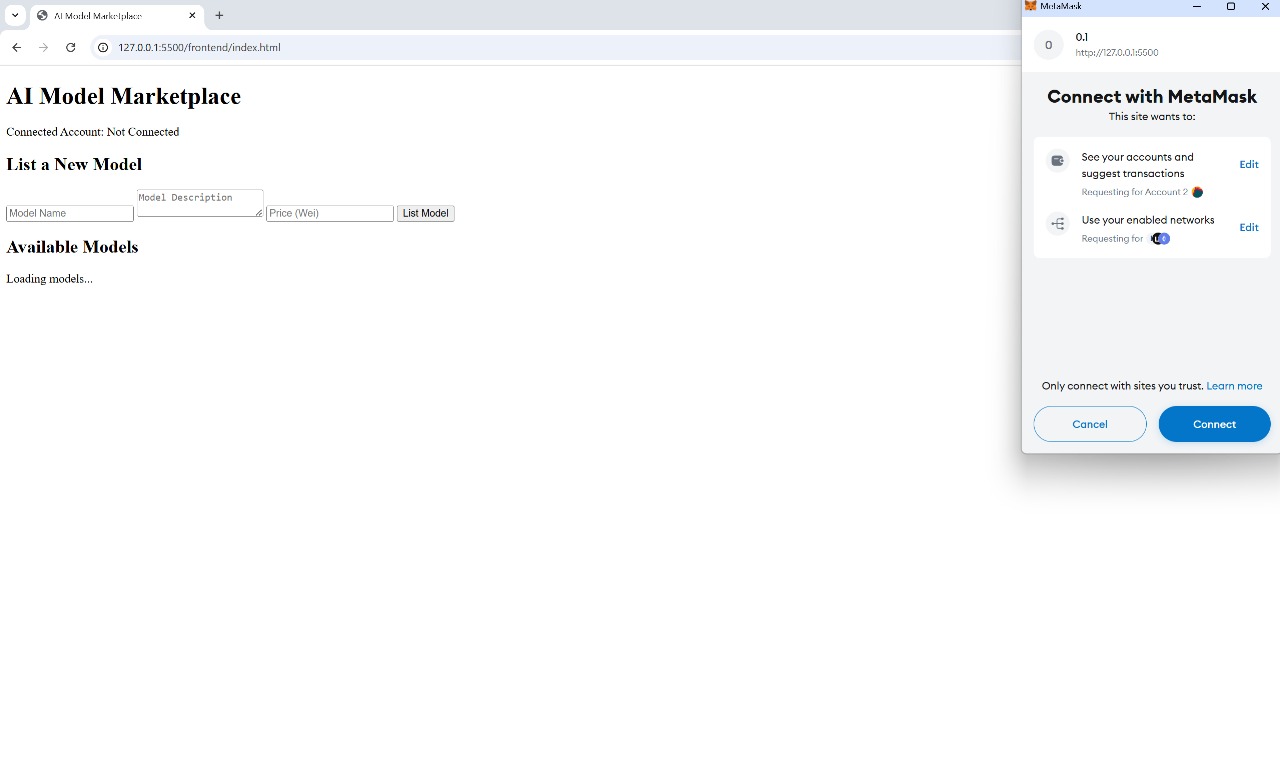 AI Model Marketplace
127.0.0.1:5500/frontend/index.html
AI Model Marketplace
Connected Account: Not Connected
List a New Model
Model Name
Model Description
Price (Wei)
List Model
Available Models
Loading models...
MetaMask
0
0.1
http://127.0.0.1:5500
Connect with MetaMask
This site wants to:
See your accounts and
suggest transactions
Edit
Requesting for Account 2
Use your enabled networks
Edit
Requesting for
Only connect with sites you trust. Learn more
Cancel
Connect